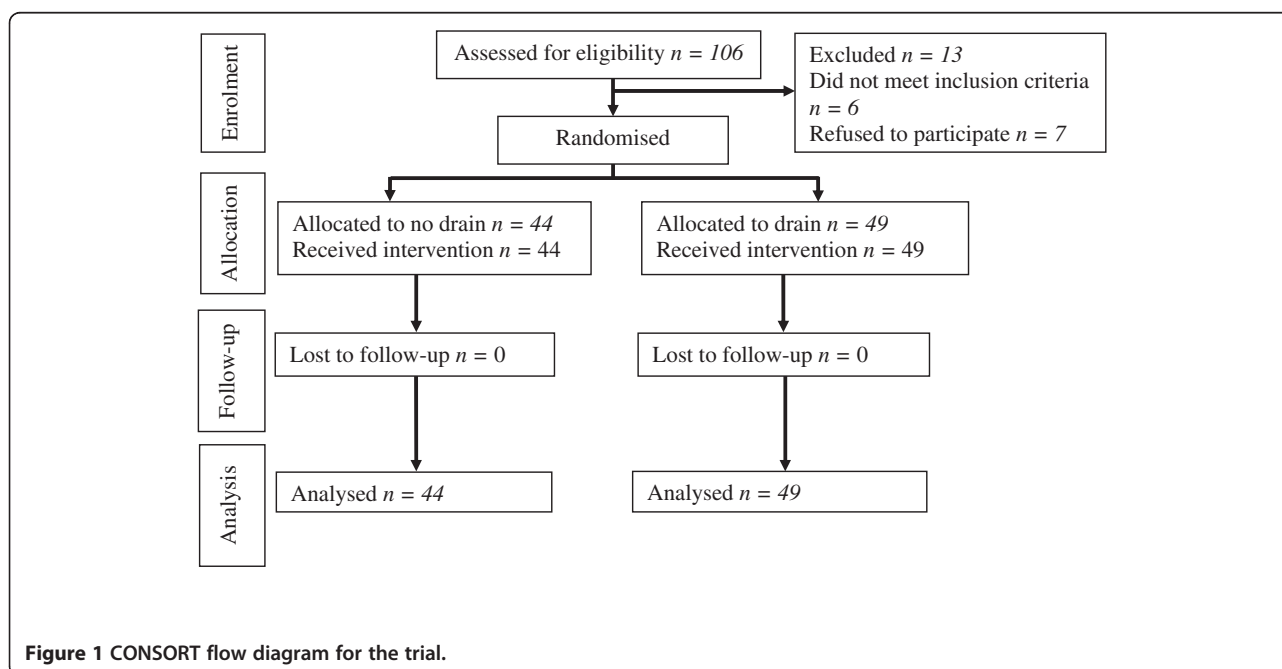 Enrolment
Assessed for eligibility n = 106
Excluded n = 13
Did not meet inclusion criteria
n = 6
Refused to participate n = 7
Randomised
Allocation
Allocated to no drain n = 44
Received intervention n = 44
Allocated to drain n = 49
Received intervention n = 49
Follow-up
Lost to follow-up n = 0
Lost to follow-up n = 0
Analysis
Analysed n = 44
Analysed n = 49
Figure 1 CONSORT flow diagram for the trial.